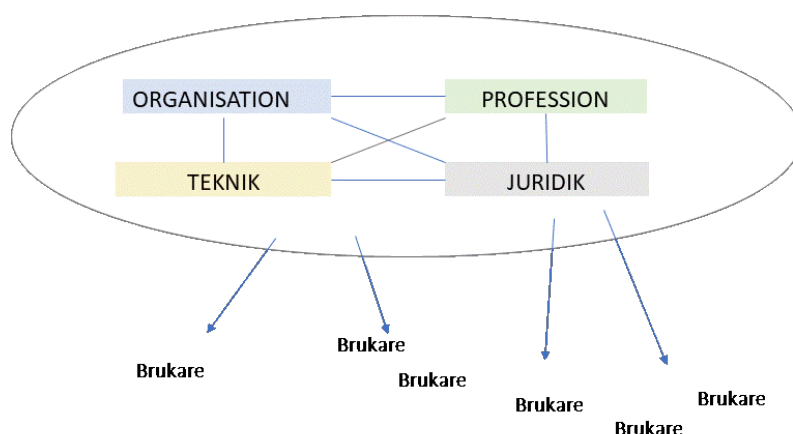 ORGANISATION
PROFESSION
TEKNIK
JURIDIK
Brukare
Brukare
Brukare
Brukare
Brukare
Brukare